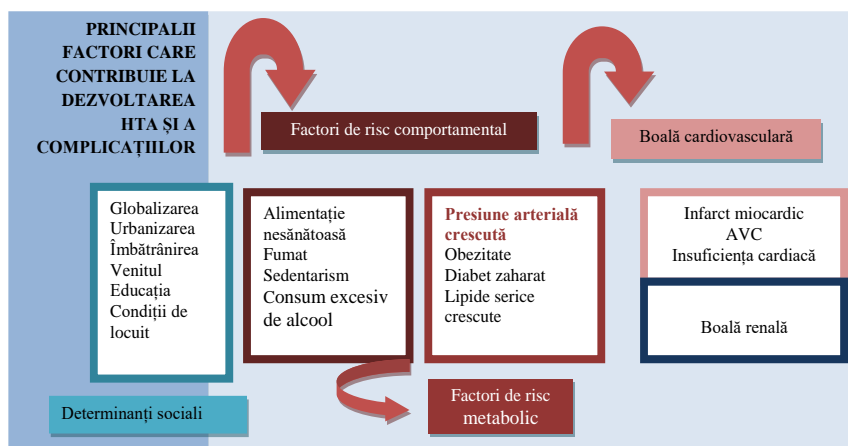 PRINCIPALII
FACTORI CARE
CONTRIBUIE LA
DEZVOLTAREA
HTA ȘI A
COMPLICAȚIILOR
Factori de risc comportamental
Boală cardiovasculară
Globalizarea
Urbanizarea
Îmbătrânirea
Venitul
Educația
Condiții de
locuit
Alimentație
nesănătoasă
Fumat
Sedentarism
Consum excesiv
de alcool
Presiune arterială
crescută
Obezitate
Diabet zaharat
Lipide serice
crescute
Infarct miocardic
AVC
Insuficiența cardiacă
Boală renală
Determinanți sociali
Factori de risc
metabolic